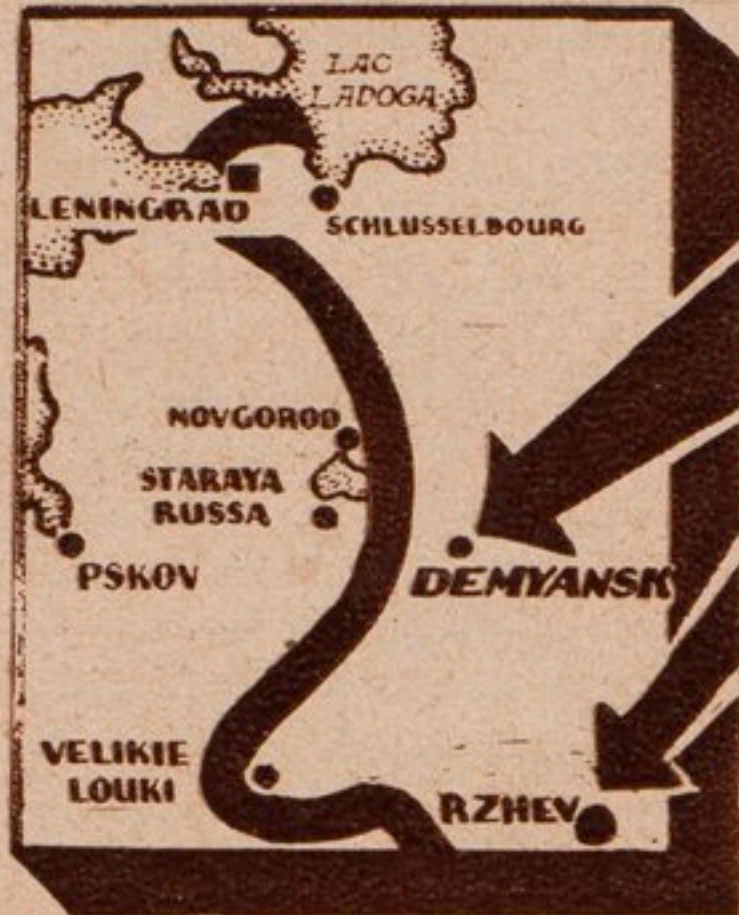 LAC
LADOGA
LENINGRAD
SCHLUSSELBOURG
NOVGOROD
STARAYA
RUSSA
PSKOV
DEMYANSK
VELIKIE
LOUKI
RZHEV